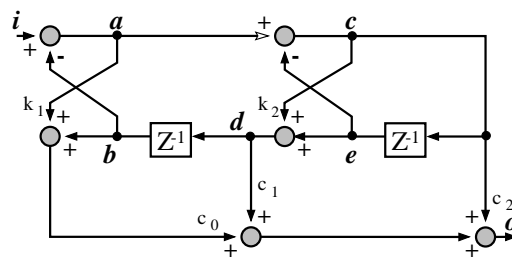 i a c
+ +
- -
k1 + k2 +
+ Z-1 d + Z-1
b e
c1 c2
c0 + + + + o